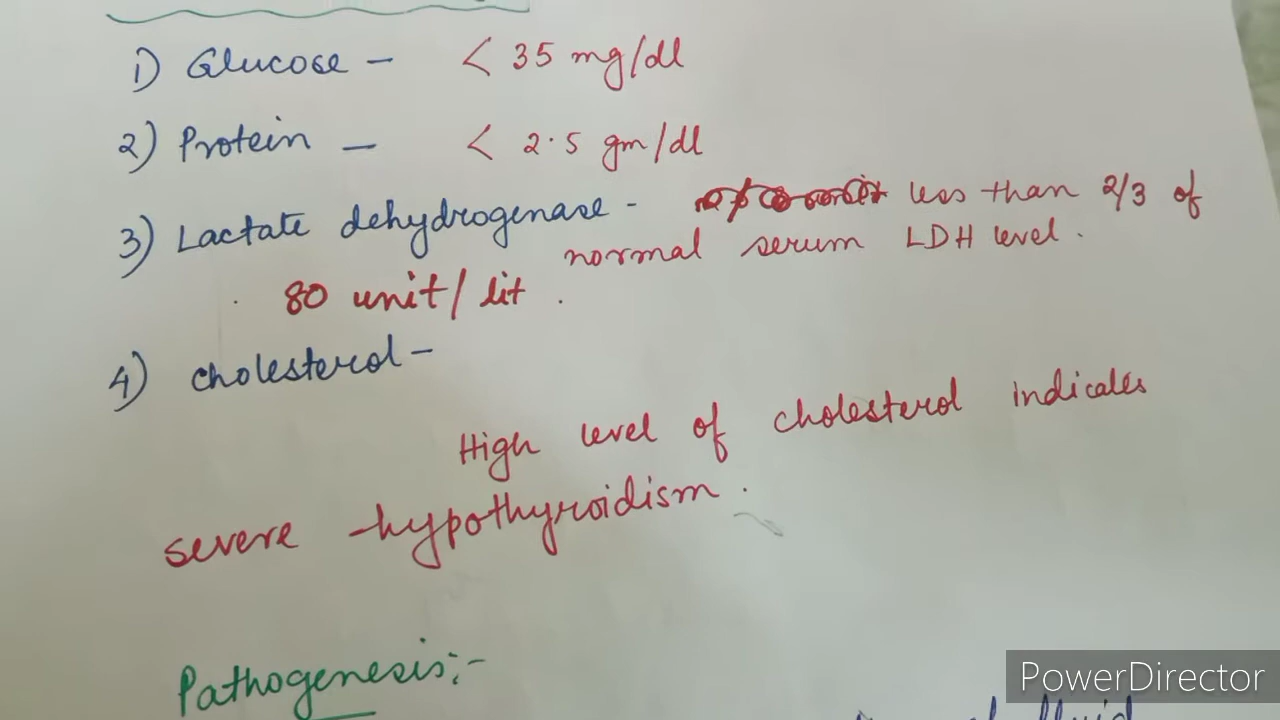 1) Glucose - < 35 mg/dl
2) Protein - < 2.5 gm/dl
3) Lactate dehydrogenase - less than 2/3 of
normal serum LDH level.
80 unit/lit.
4) cholesterol -
High level of cholesterol indicates
severe hypothyroidism.
Pathogenesis:-
fluid
PowerDirector